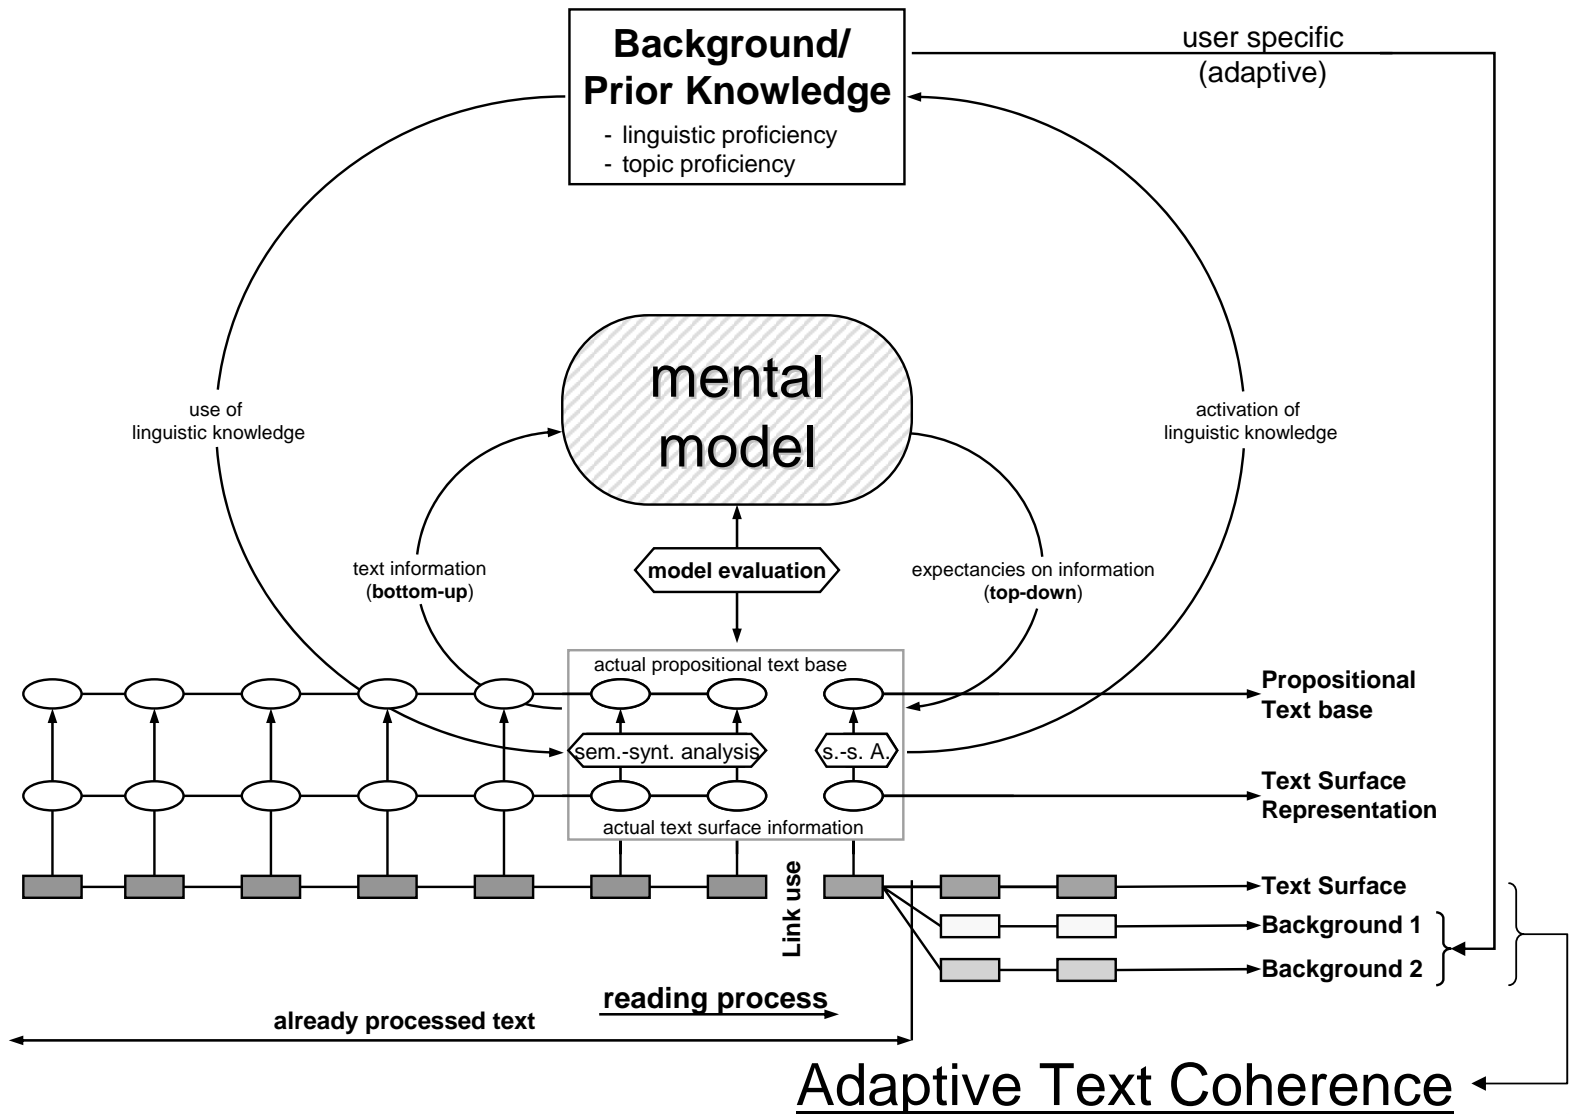 Background/
Prior Knowledge
- linguistic proficiency
- topic proficiency
user specific
(adaptive)
mental
model
use of
linguistic knowledge
activation of
linguistic knowledge
text information
(bottom-up)
model evaluation
expectancies on information
(top-down)
actual propositional text base
Propositional
Text base
sem.-synt. analysis
s.-s. A.
Text Surface
Representation
actual text surface information
Link use
Text Surface
Background 1
Background 2
reading process
already processed text
Adaptive Text Coherence